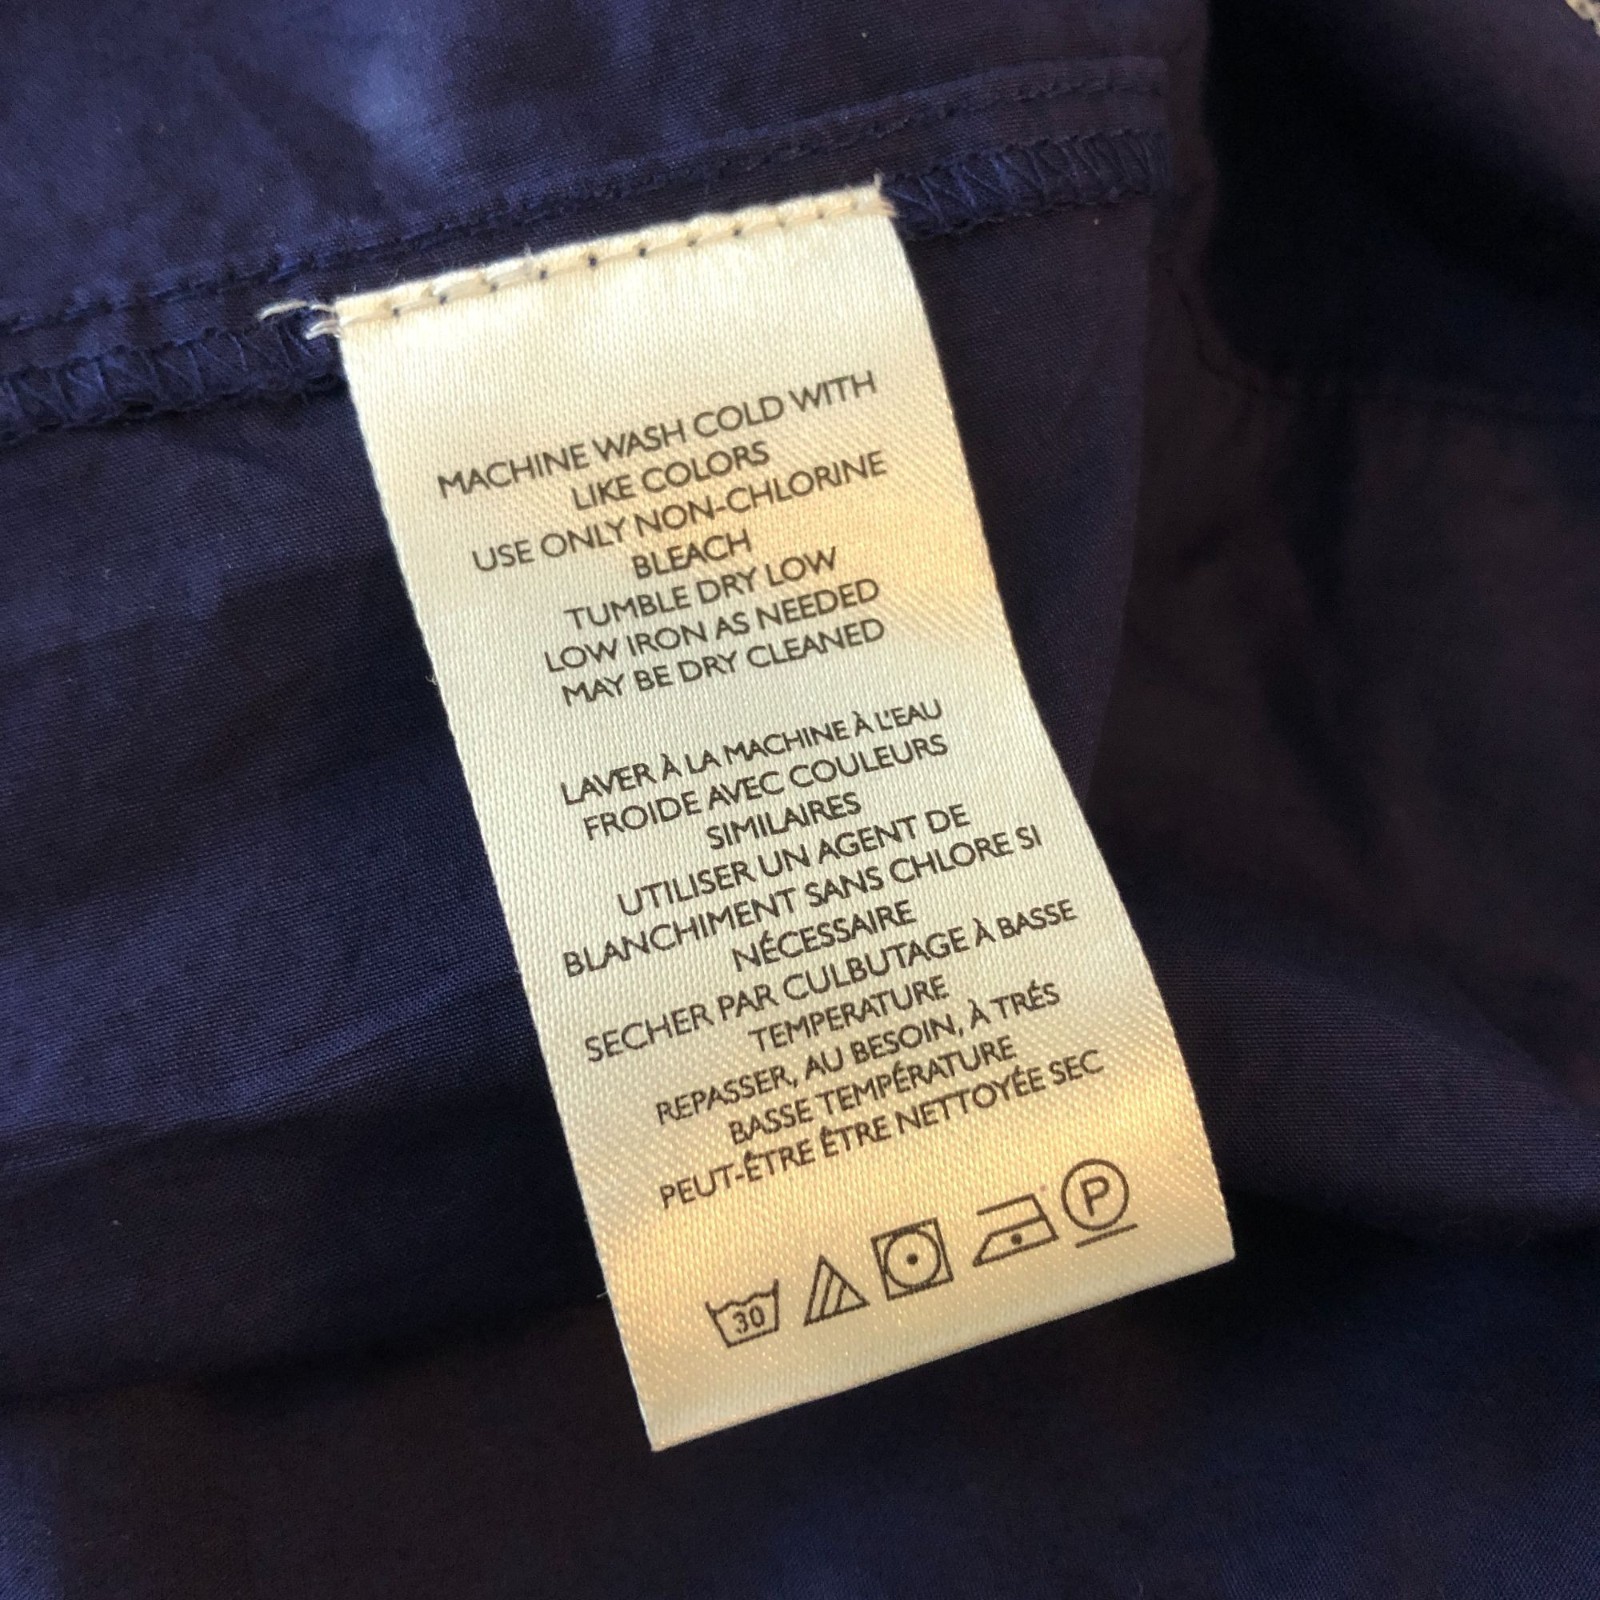 MACHINE WASH COLD WITH
LIKE COLORS
USE ONLY NON-CHLORINE
BLEACH
TUMBLE DRY LOW
LOW IRON AS NEEDED
MAY BE DRY CLEANED
LAVER À LA MACHINE À L'EAU
FROIDE AVEC COULEURS
SIMILAIRES
UTILISER UN AGENT DE
BLANCHIMENT SANS CHLORE SI
NÉCESSAIRE
SECHER PAR CULBUTAGE À BASSE
TEMPERATURE
REPASSER, AU BESOIN, À TRÉS
BASSE TEMPÉRATURE
PEUT-ÊTRE ÊTRE NETTOYÉE SEC
30 P